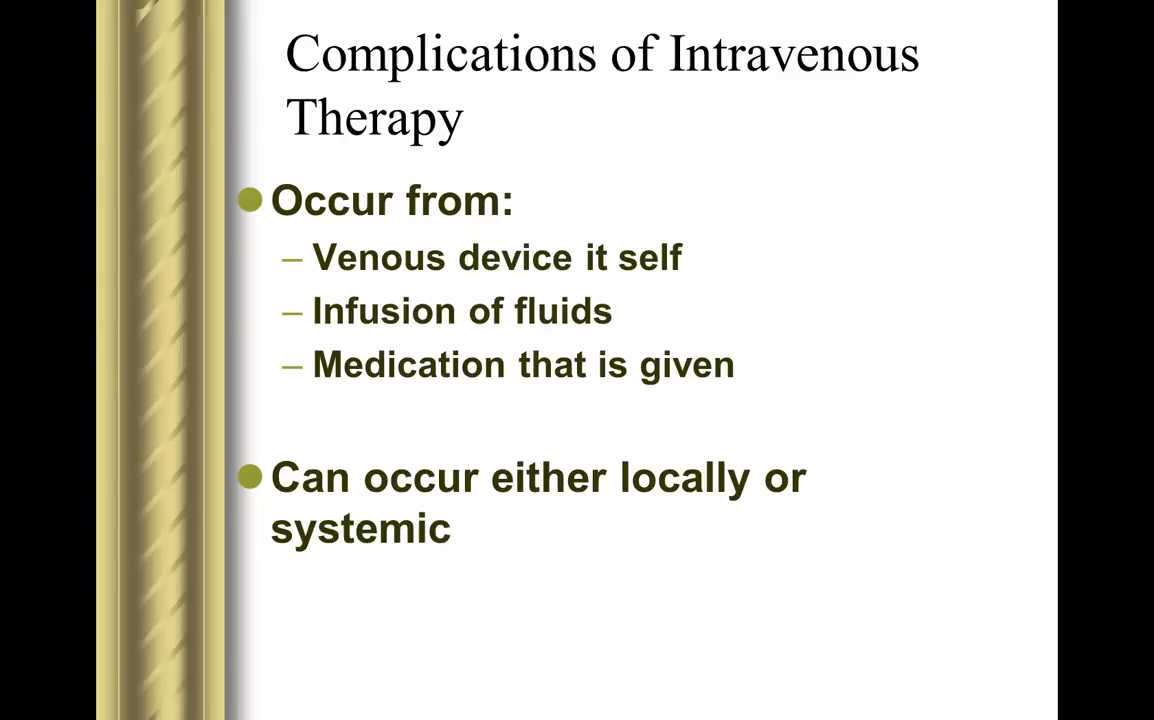 Complications of Intravenous
Therapy
Occur from:
– Venous device it self
– Infusion of fluids
– Medication that is given
Can occur either locally or
systemic